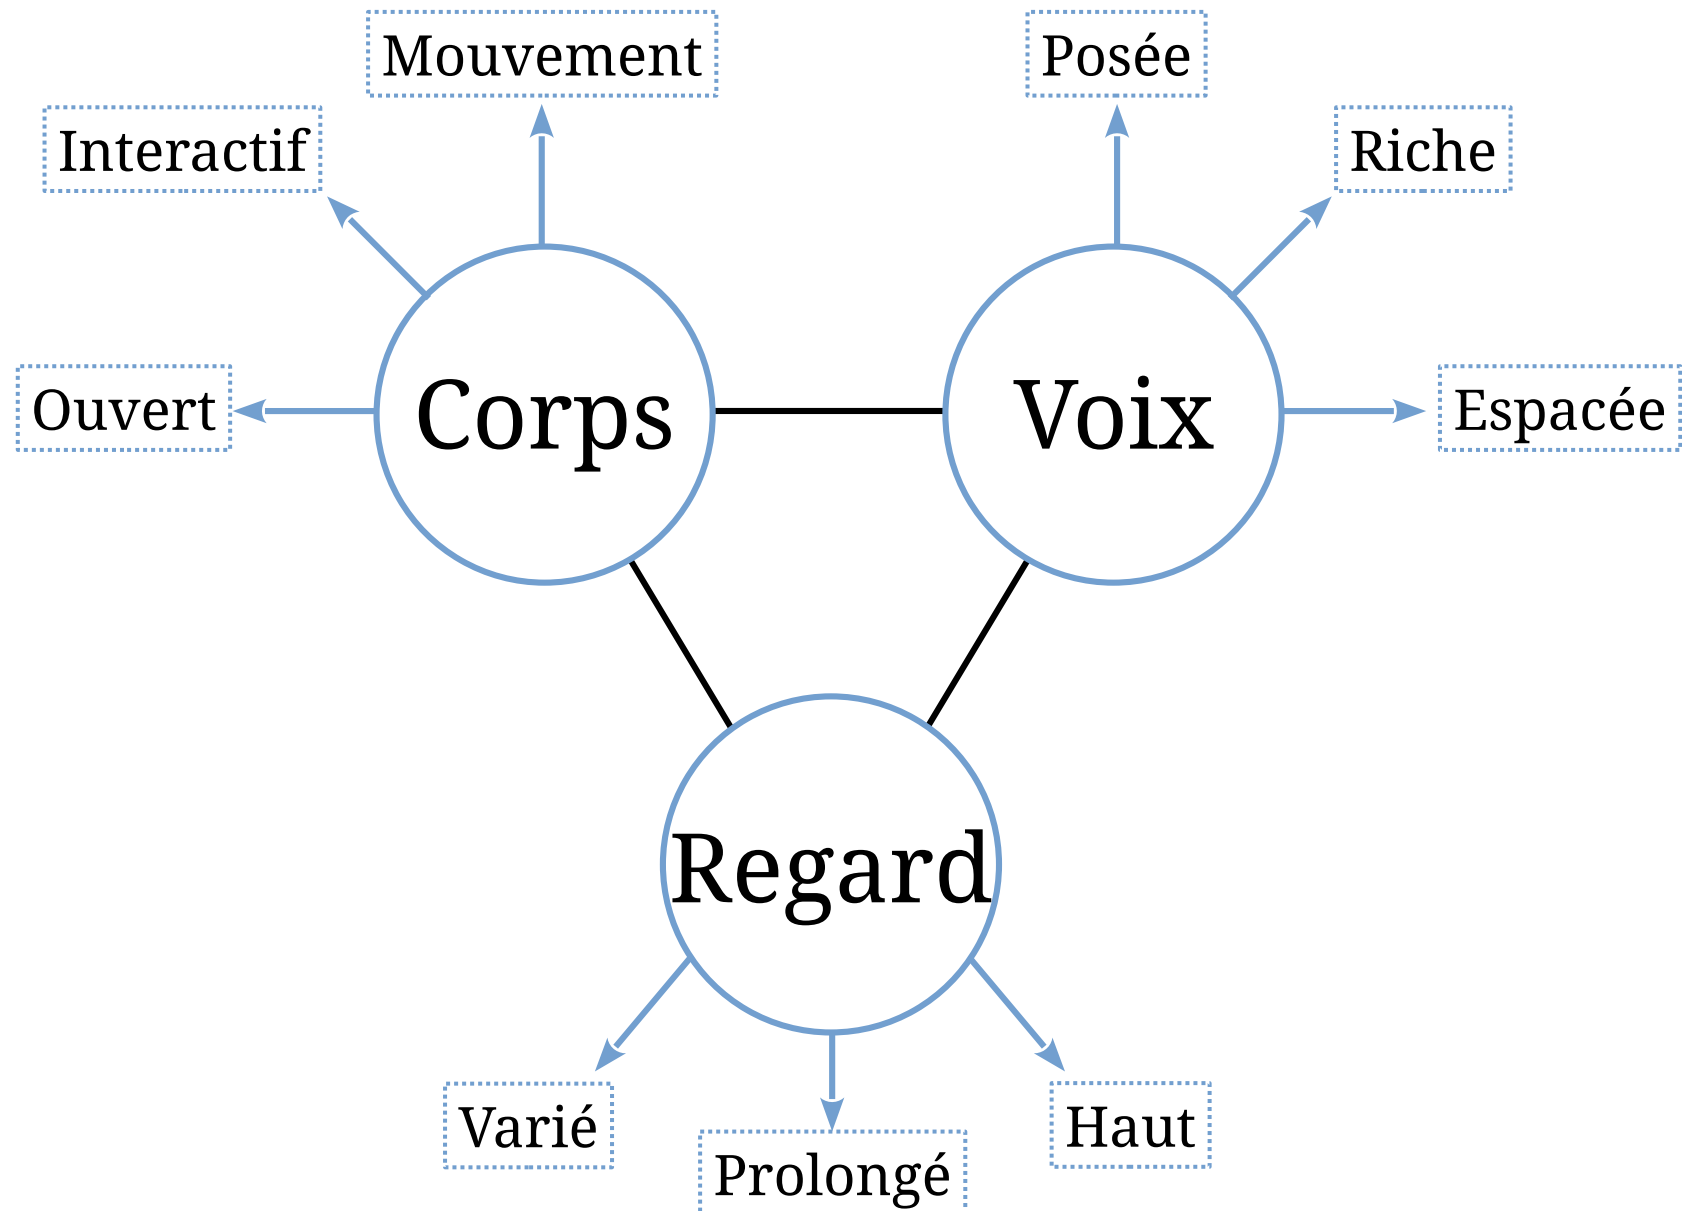 Mouvement
Posée
Interactif
Riche
Ouvert
Corps
Voix
Espacée
Regard
Varié
Prolongé
Haut